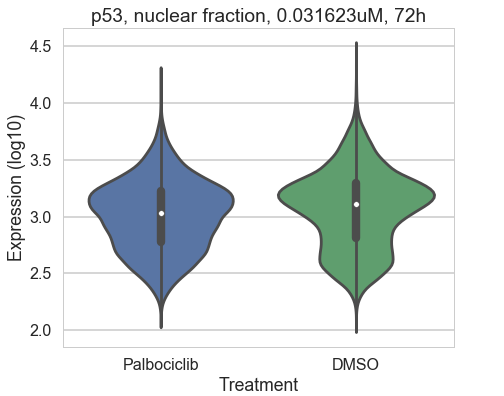 p53, nuclear fraction, 0.031623uM, 72h
Expression (log10)
4.5
4.0
3.5
3.0
2.5
2.0
Palbociclib DMSO
Treatment